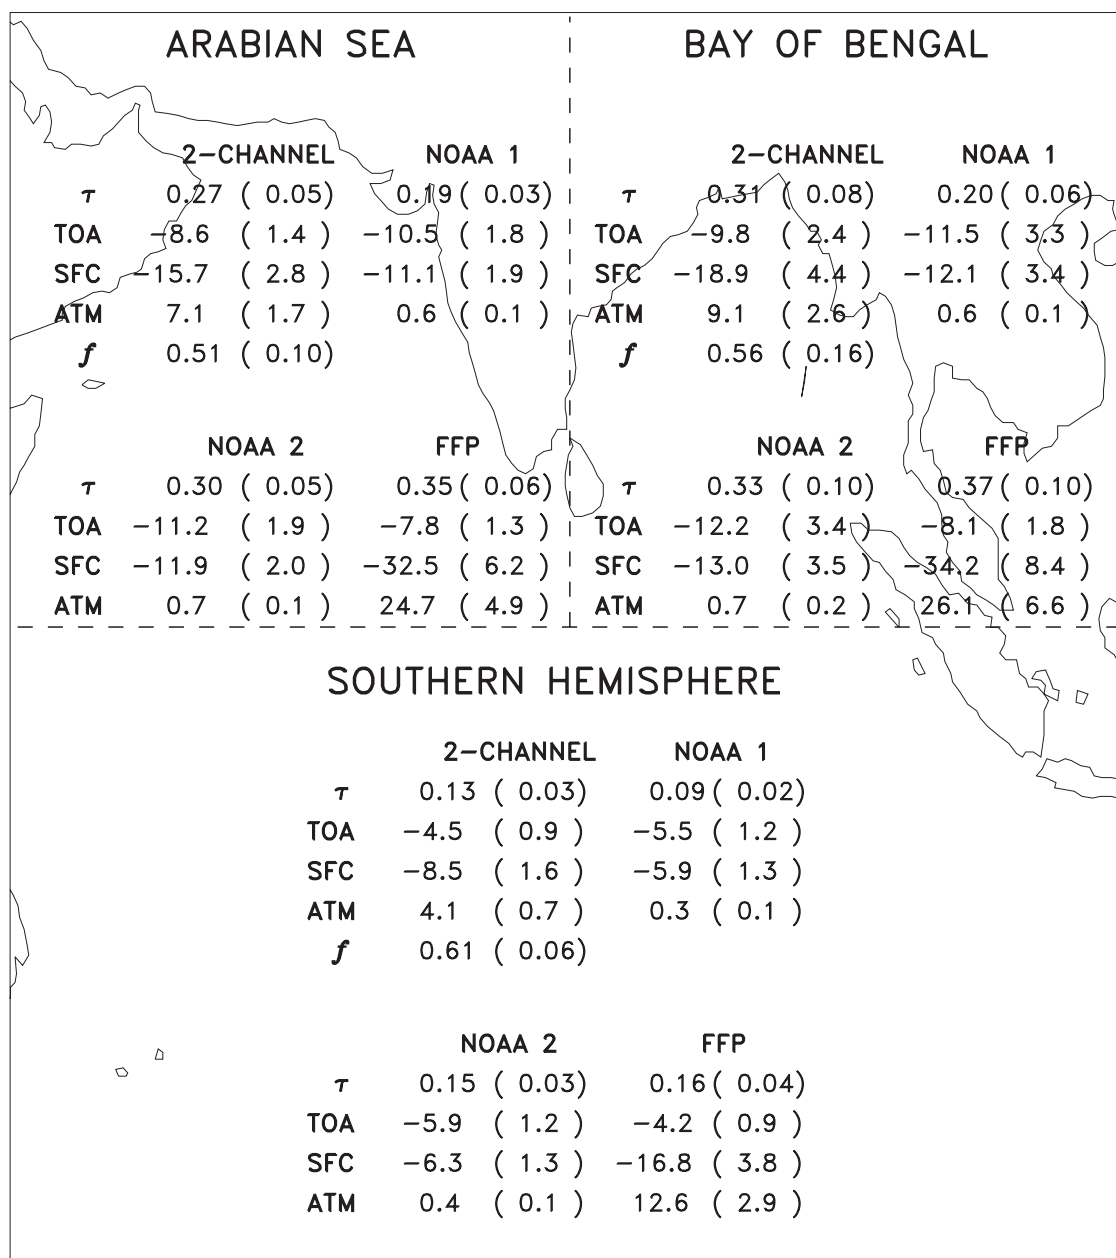 ARABIAN SEA
2-CHANNEL NOAA 1
τ 0.27 ( 0.05) 0.19 ( 0.03)
TOA -8.6 ( 1.4 ) -10.5 ( 1.8 )
SFC -15.7 ( 2.8 ) -11.1 ( 1.9 )
ATM 7.1 ( 1.7 ) 0.6 ( 0.1 )
f 0.51 ( 0.10)
NOAA 2 FFP
τ 0.30 ( 0.05) 0.35 ( 0.06)
TOA -11.2 ( 1.9 ) -7.8 ( 1.3 )
SFC -11.9 ( 2.0 ) -32.5 ( 6.2 )
ATM 0.7 ( 0.1 ) 24.7 ( 4.9 )
BAY OF BENGAL
2-CHANNEL NOAA 1
τ 0.31 ( 0.08) 0.20 ( 0.06)
TOA -9.8 ( 2.4 ) -11.5 ( 3.3 )
SFC -18.9 ( 4.4 ) -12.1 ( 3.4 )
ATM 9.1 ( 2.6 ) 0.6 ( 0.1 )
f 0.56 ( 0.16)
NOAA 2 FFP
τ 0.33 ( 0.10) 0.37 ( 0.10)
TOA -12.2 ( 3.4 ) -8.1 ( 1.8 )
SFC -13.0 ( 3.5 ) -34.2 ( 8.4 )
ATM 0.7 ( 0.2 ) 26.1 ( 6.6 )
SOUTHERN HEMISPHERE
2-CHANNEL NOAA 1
τ 0.13 ( 0.03) 0.09 ( 0.02)
TOA -4.5 ( 0.9 ) -5.5 ( 1.2 )
SFC -8.5 ( 1.6 ) -5.9 ( 1.3 )
ATM 4.1 ( 0.7 ) 0.3 ( 0.1 )
f 0.61 ( 0.06)
NOAA 2 FFP
τ 0.15 ( 0.03) 0.16 ( 0.04)
TOA -5.9 ( 1.2 ) -4.2 ( 0.9 )
SFC -6.3 ( 1.3 ) -16.8 ( 3.8 )
ATM 0.4 ( 0.1 ) 12.6 ( 2.9 )